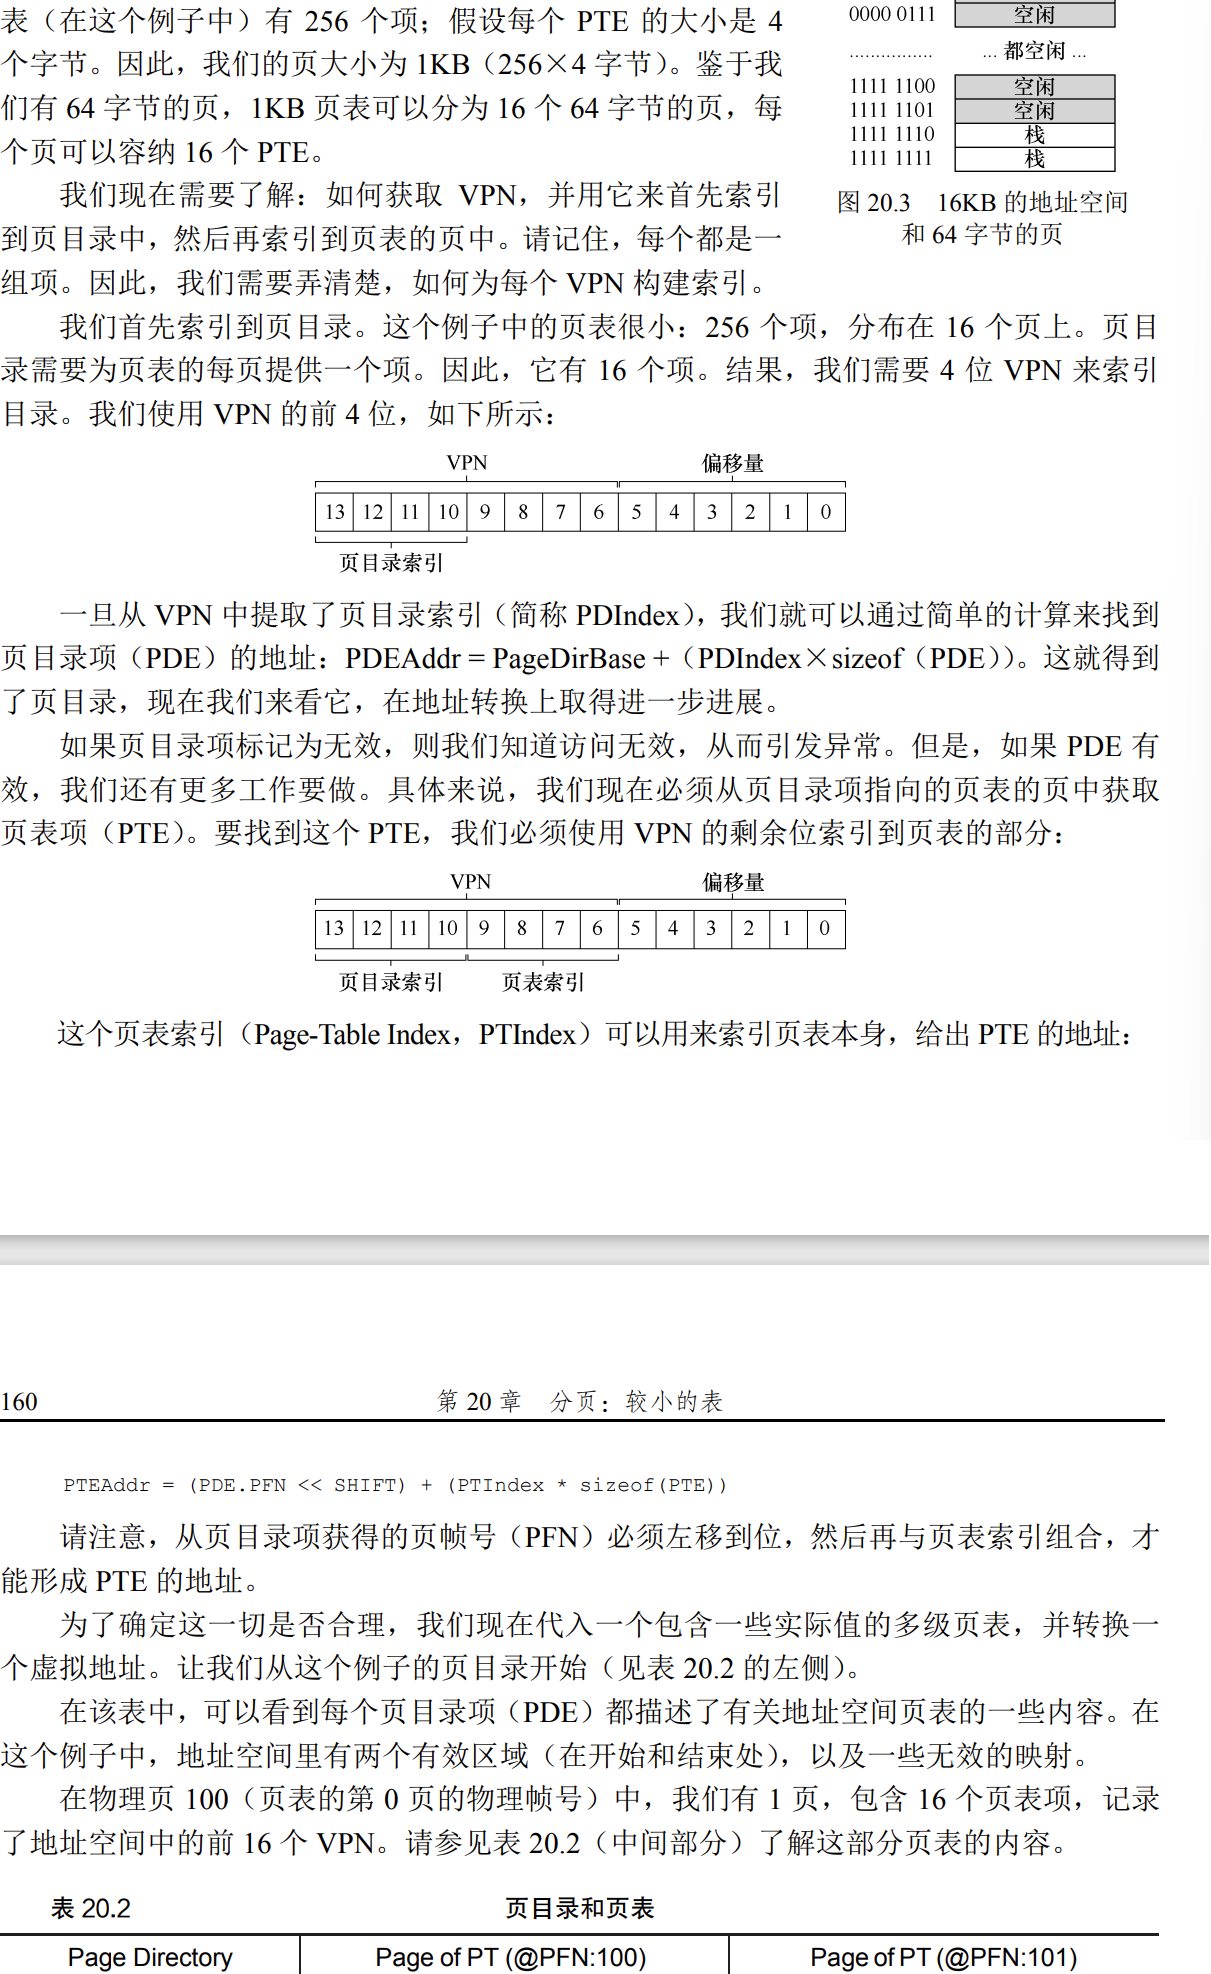 表（在这个例子中）有 256 个项；假设每个 PTE 的大小是 4
个字节。因此，我们的页大小为 1KB（256×4 字节）。鉴于我
们有 64 字节的页，1KB 页表可以分为 16 个 64 字节的页，每
个页可以容纳 16 个 PTE。
我们现在需要了解：如何获取 VPN，并用它来首先索引
到页目录中，然后再索引到页表的页中。请记住，每个都是一
组项。因此，我们需要弄清楚，如何为每个 VPN 构建索引。
0000 0111 空闲
................ ... 都空闲 ...
1111 1100 空闲
1111 1101 空闲
1111 1110 栈
1111 1111 栈
图 20.3 16KB 的地址空间
和 64 字节的页
我们首先索引到页目录。这个例子中的页表很小：256 个项，分布在 16 个页上。页目
录需要为页表的每页提供一个项。因此，它有 16 个项。结果，我们需要 4 位 VPN 来索引
目录。我们使用 VPN 的前 4 位，如下所示：
VPN 偏移量
13 12 11 10 9 8 7 6 5 4 3 2 1 0
页目录索引
一旦从 VPN 中提取了页目录索引（简称 PDIndex），我们就可以通过简单的计算来找到
页目录项（PDE）的地址：PDEAddr = PageDirBase +（PDIndex×sizeof（PDE））。这就得到
了页目录，现在我们来看它，在地址转换上取得进一步进展。
如果页目录项标记为无效，则我们知道访问无效，从而引发异常。但是，如果 PDE 有
效，我们还有更多工作要做。具体来说，我们现在必须从页目录项指向的页表的页中获取
页表项（PTE）。要找到这个 PTE，我们必须使用 VPN 的剩余位索引到页表的部分：
VPN 偏移量
13 12 11 10 9 8 7 6 5 4 3 2 1 0
页目录索引 页表索引
这个页表索引（Page-Table Index，PTIndex）可以用来索引页表本身，给出 PTE 的地址：
160 第 20 章 分页：较小的表
PTEAddr = (PDE.PFN << SHIFT) + (PTIndex * sizeof(PTE))
请注意，从页目录项获得的页帧号（PFN）必须左移到位，然后再与页表索引组合，才
能形成 PTE 的地址。
为了确定这一切是否合理，我们现在代入一个包含一些实际值的多级页表，并转换一
个虚拟地址。让我们从这个例子的页目录开始（见表 20.2 的左侧）。
在该表中，可以看到每个页目录项（PDE）都描述了有关地址空间页表的一些内容。在
这个例子中，地址空间里有两个有效区域（在开始和结束处），以及一些无效的映射。
在物理页 100（页表的第 0 页的物理帧号）中，我们有 1 页，包含 16 个页表项，记录
了地址空间中的前 16 个 VPN。请参见表 20.2（中间部分）了解这部分页表的内容。
表 20.2 页目录和页表
Page Directory Page of PT (@PFN:100) Page of PT (@PFN:101)